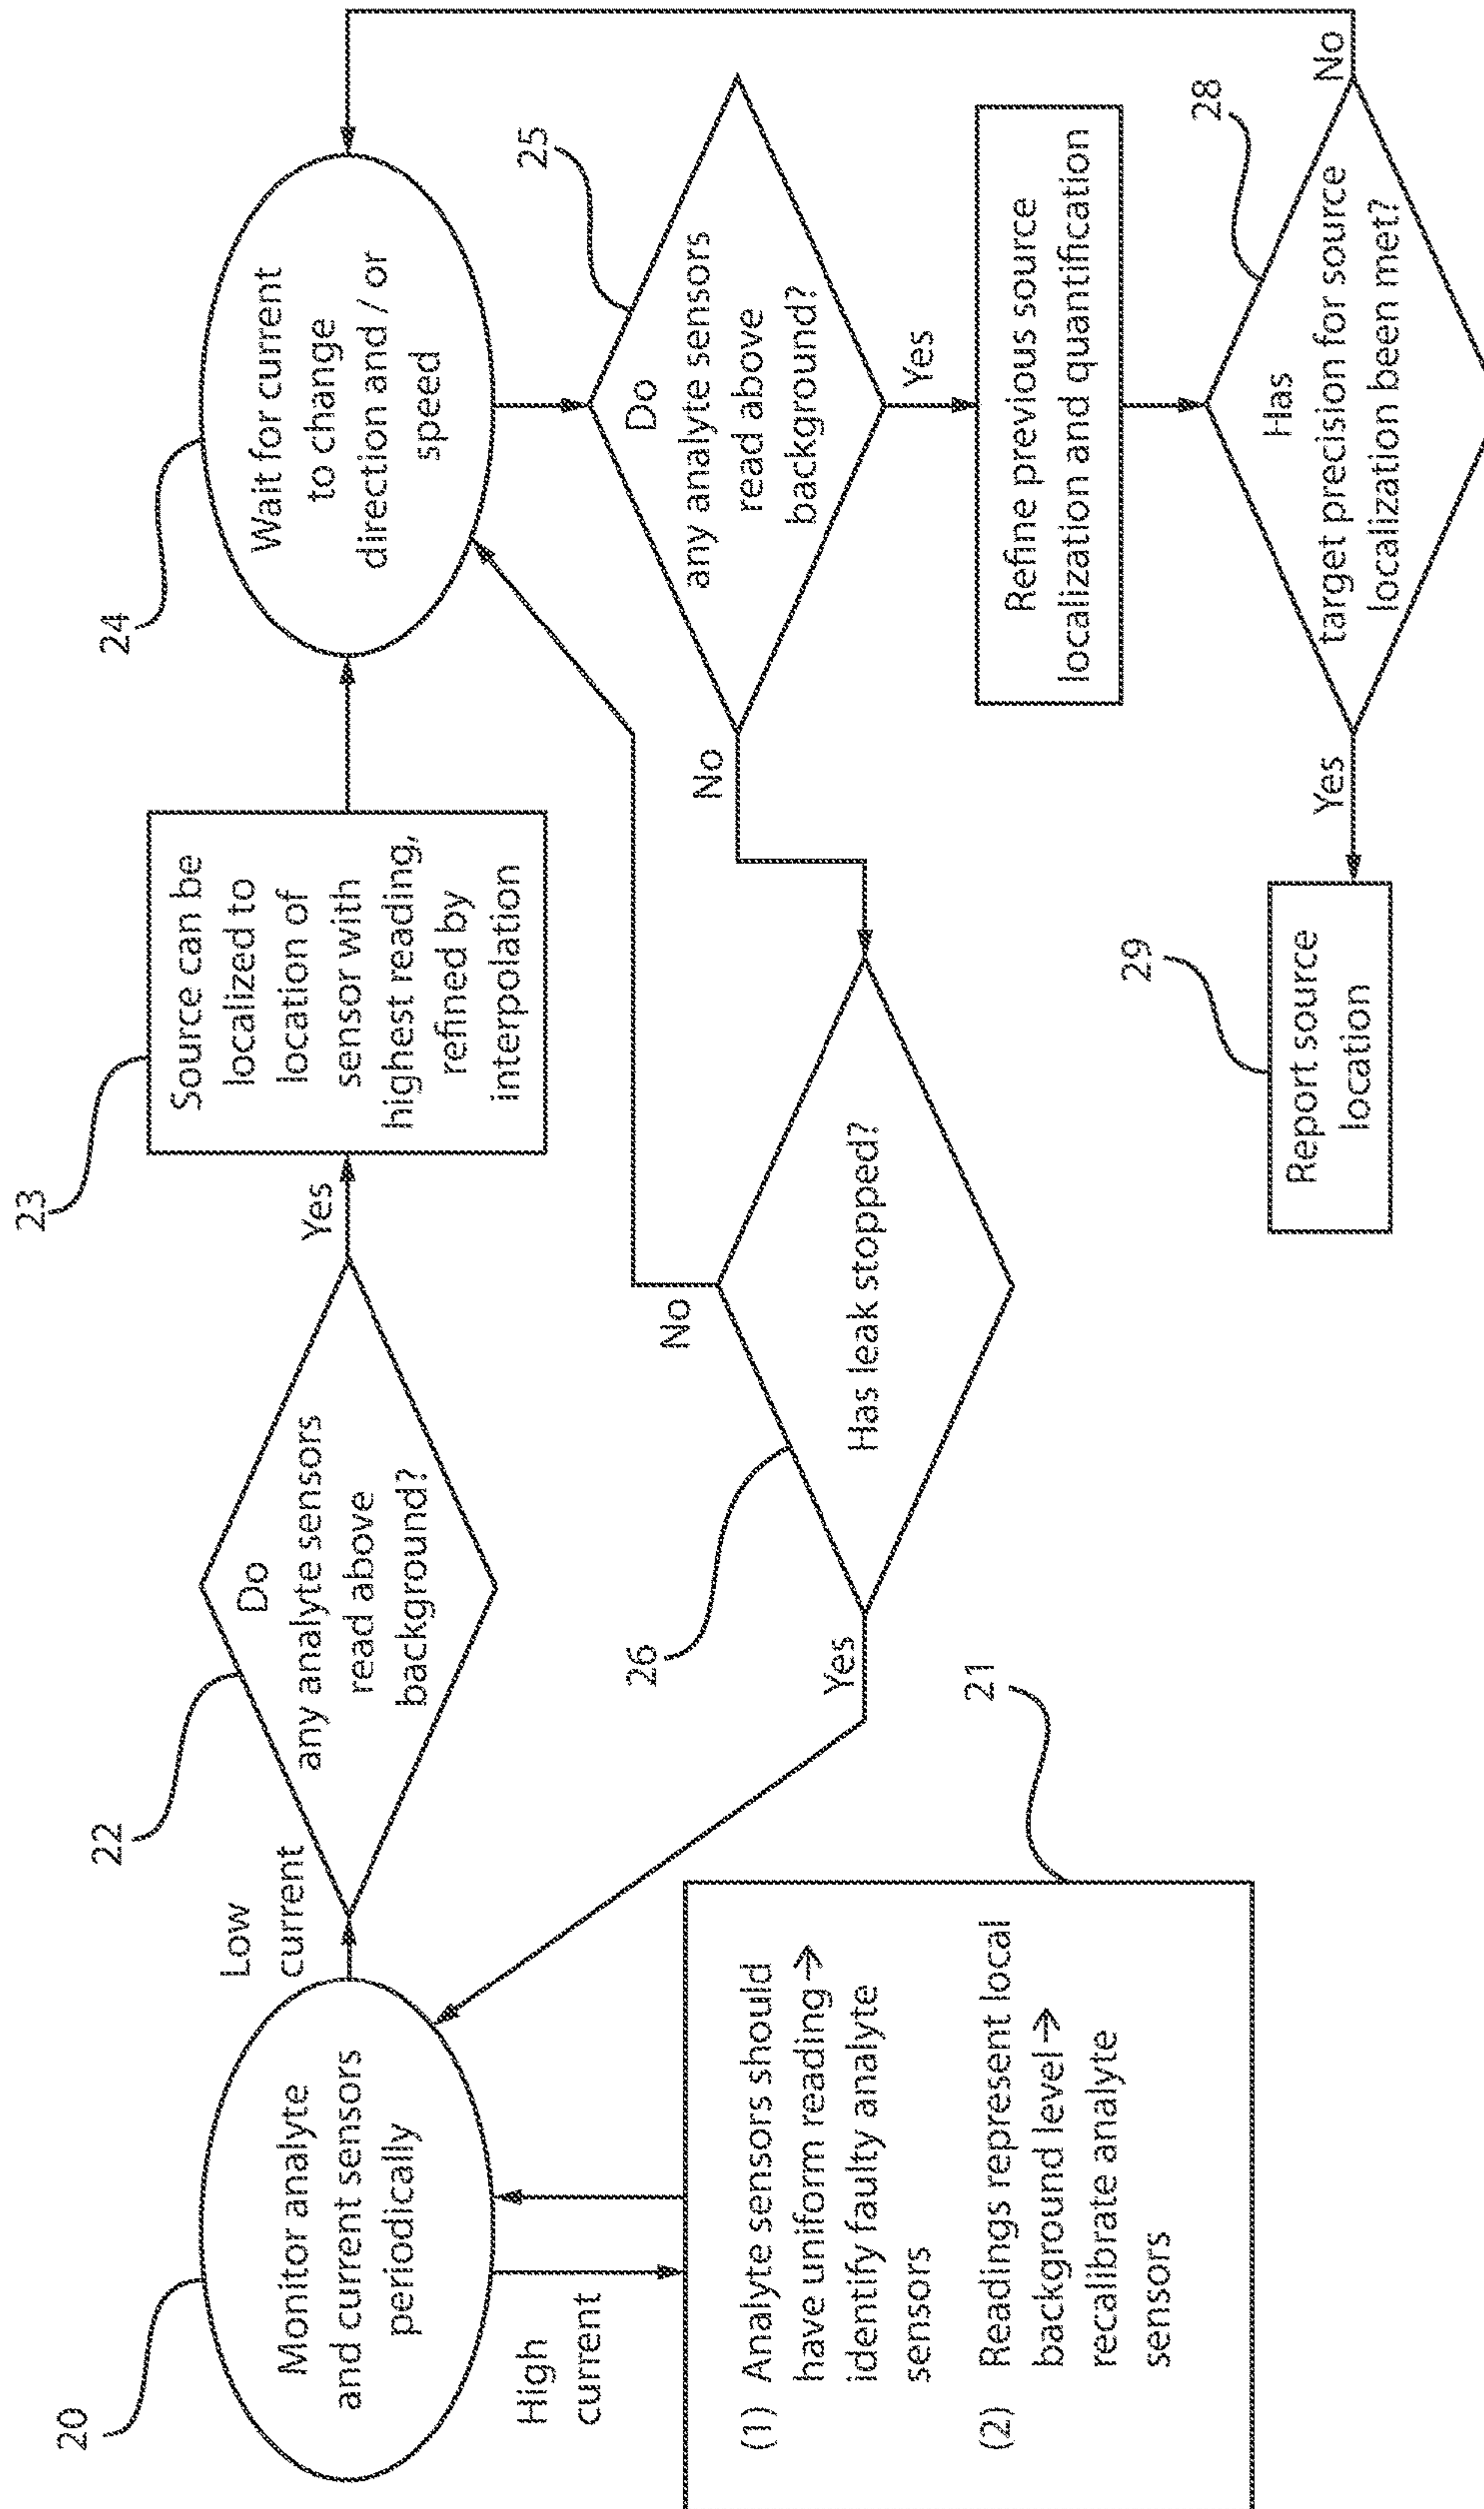 20
Monitor analyte
and current sensors
periodically
Low
current
High
current
22
Do
any analyte sensors
read above
background?
Yes
23
Source can be
localized to
location of
sensor with
highest reading,
refined by
interpolation
24
Wait for current
to change
direction and / or
speed
21
(1) Analyte sensors should
have uniform reading→
identify faulty analyte
sensors
(2) Readings represent local
background level→
recalibrate analyte
sensors
26
Has leak stopped?
Yes
No
25
Do
any analyte sensors
read above
background?
No
Yes
Refine previous source
localization and quantification
28
Has
target precision for source
localization been met?
No
Yes
29
Report source
location